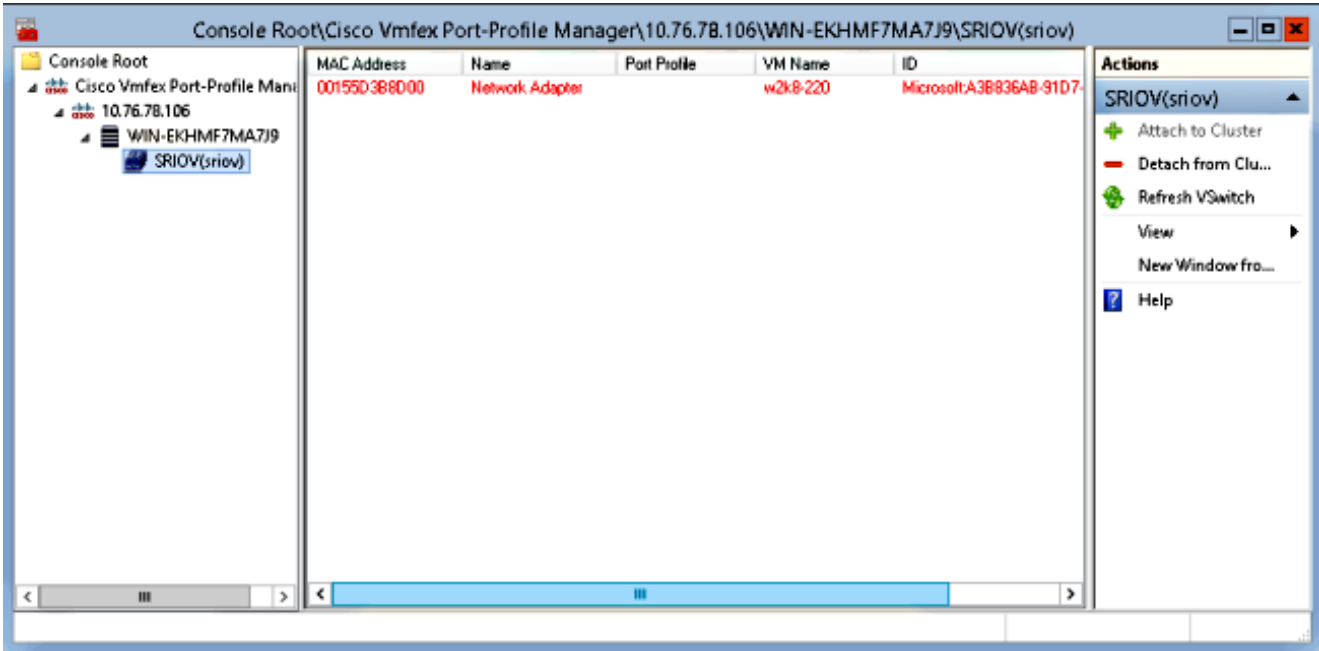 Console Root\Cisco Vmfex Port-Profile Manager\10.76.78.106\WIN-EKHMF7MA7J9\SRIOV(sriov)
Console Root
Cisco Vmfex Port-Profile Mana
10.76.78.106
WIN-EKHMF7MA7J9
SRIOV(sriov)
MAC Address Name Port Profile VM Name ID
00155D3B8D00 Network Adapter w2k8-220 Microsoft:A3B836AB-91D7-
Actions
SRIOV(sriov)
Attach to Cluster
Detach from Clu...
Refresh VSwitch
View
New Window fro...
Help